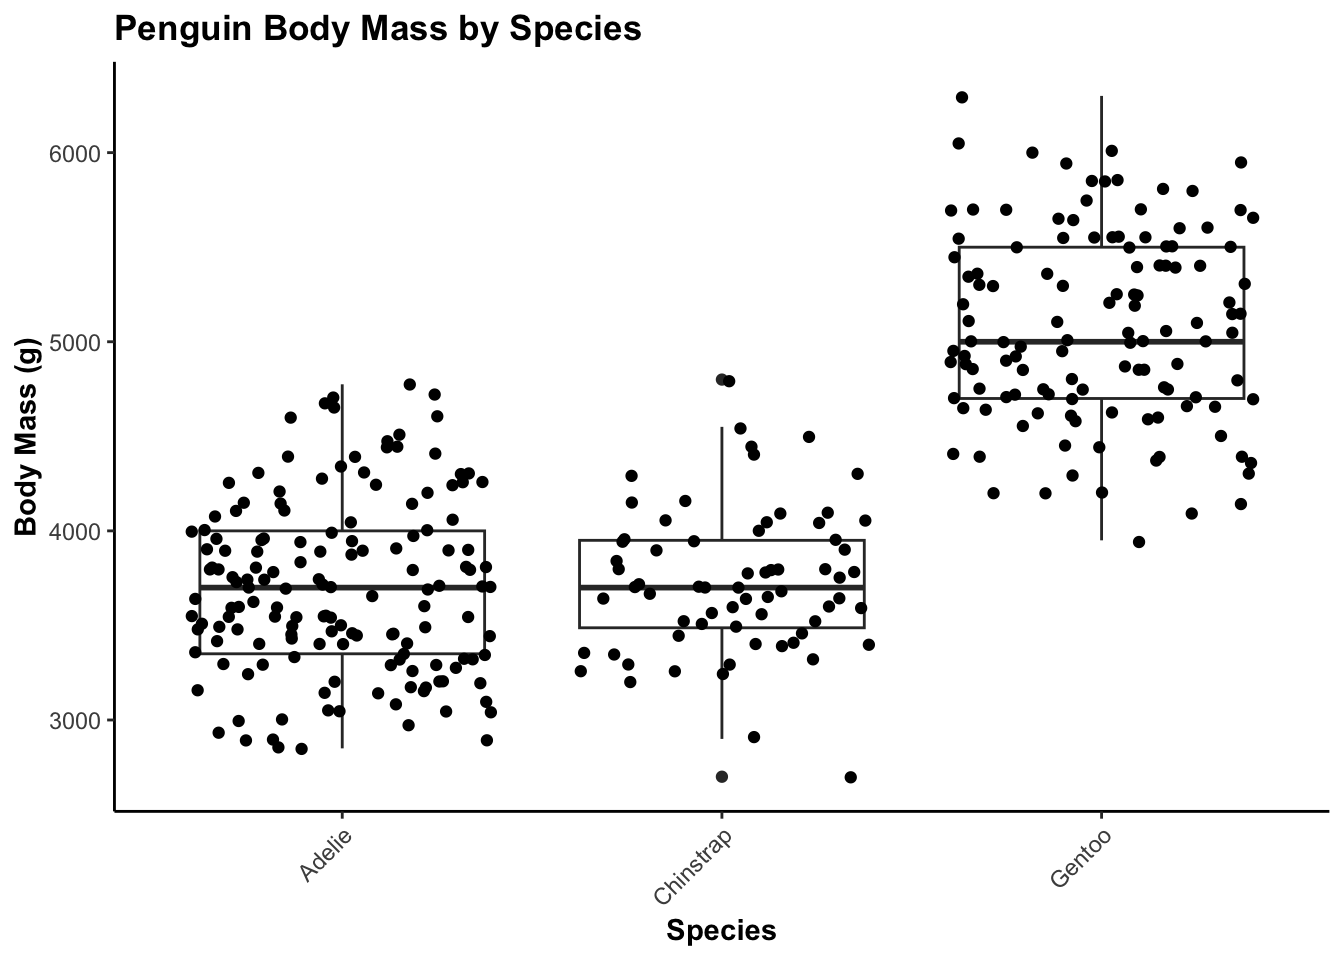 Penguin Body Mass by Species
Body Mass (g)
6000
5000
4000
3000
Adelie
Chinstrap
Gentoo
Species